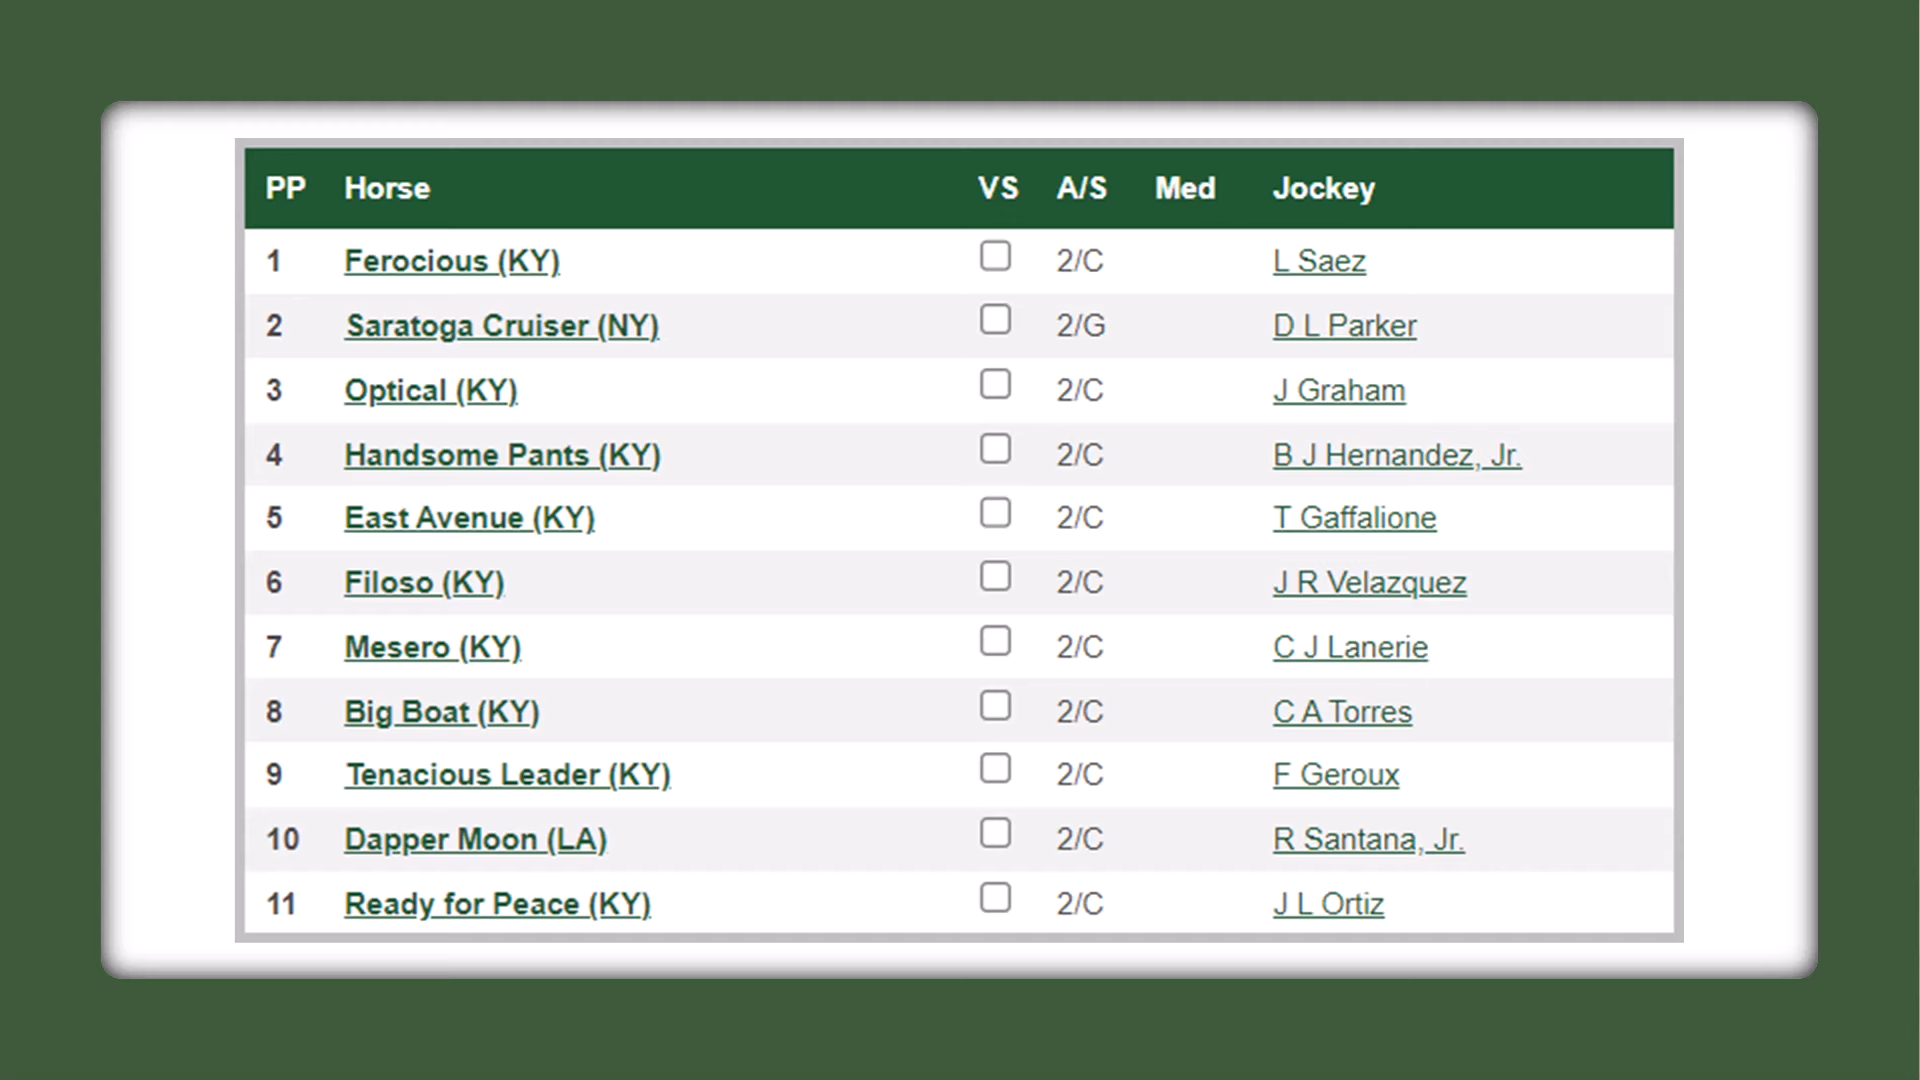 PP Horse VS A/S Med Jockey
1 Ferocious (KY) 2/C L Saez
2 Saratoga Cruiser (NY) 2/G D L Parker
3 Optical (KY) 2/C J Graham
4 Handsome Pants (KY) 2/C B J Hernandez, Jr.
5 East Avenue (KY) 2/C T Gaffalione
6 Filoso (KY) 2/C J R Velazquez
7 Mesero (KY) 2/C C J Lanerie
8 Big Boat (KY) 2/C C A Torres
9 Tenacious Leader (KY) 2/C F Geroux
10 Dapper Moon (LA) 2/C R Santana, Jr.
11 Ready for Peace (KY) 2/C J L Ortiz